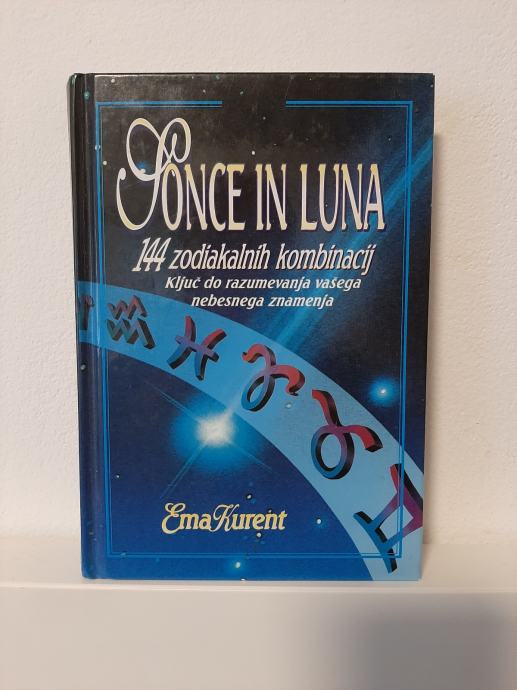 SONCE IN LUNA
144 zodiakalnih kombinacij
Ključ do razumevanja vašega
nebesnega znamenja
Ema Kurent